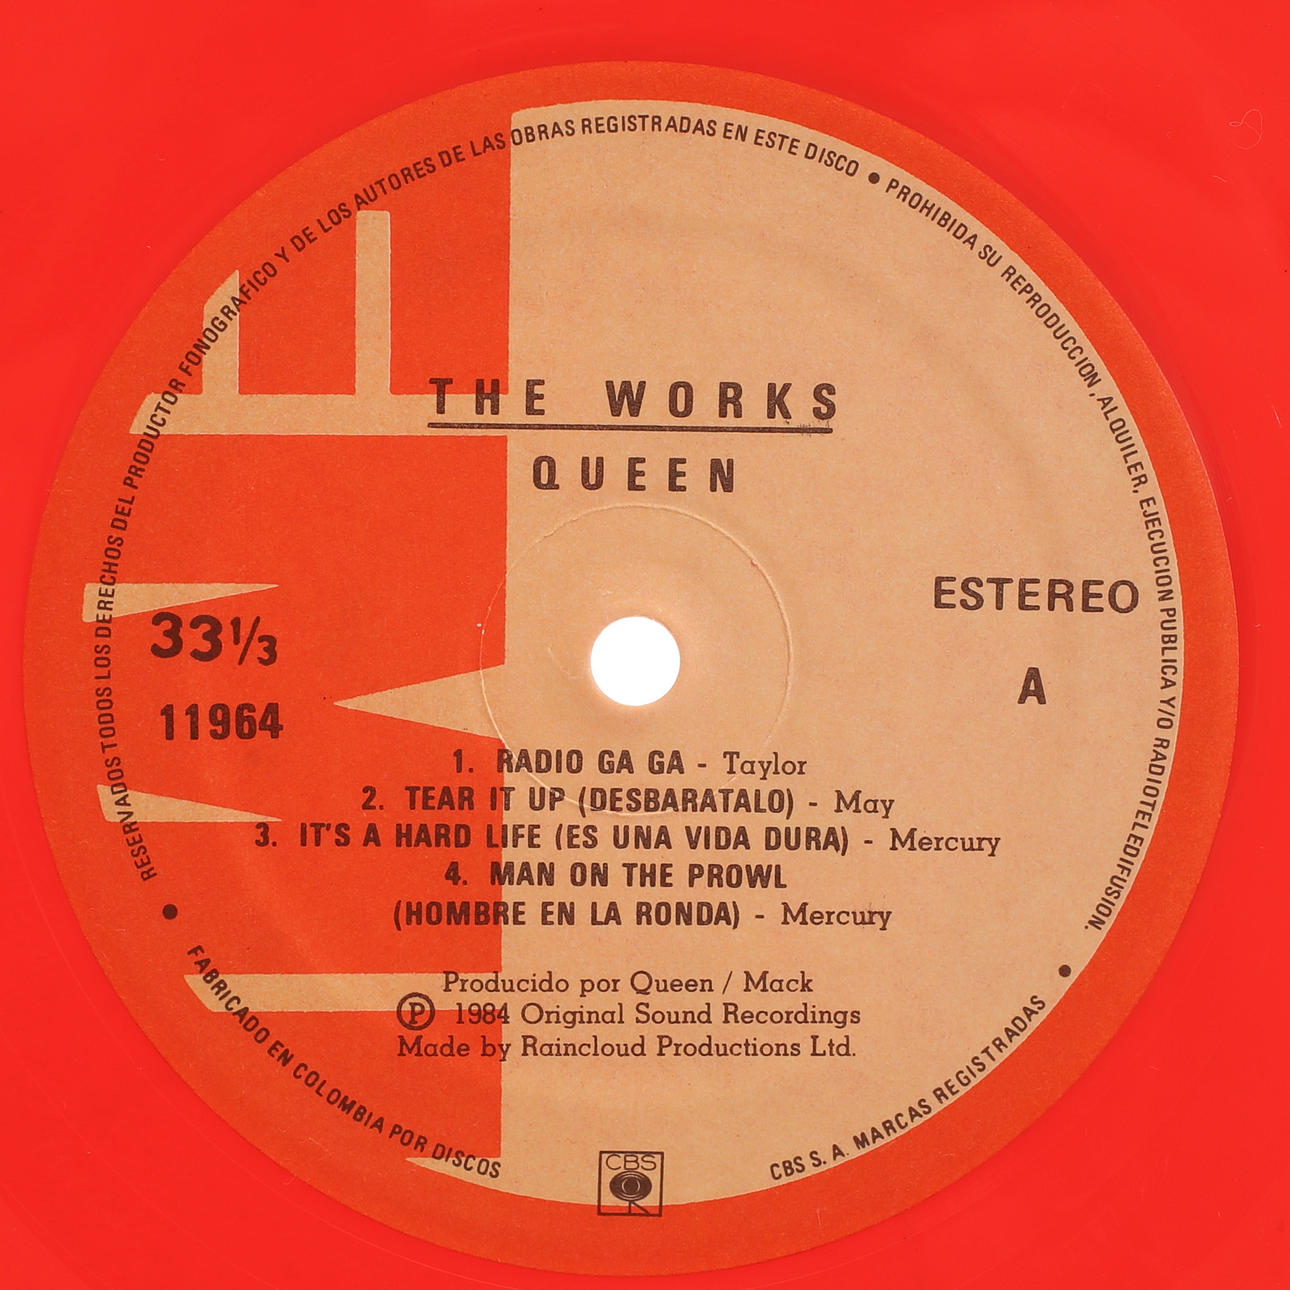 RESERVADOS TODOS LOS DERECHOS DEL PRODUCTOR FONOGRAFICO Y DE LOS AUTORES DE LAS OBRAS REGISTRADAS EN ESTE DISCO • PROHIBIDA SU REPRODUCCION, ALQUILER, EJECUCION PUBLICA Y/O RADIOTELEDIFUSION.
THE WORKS
QUEEN
ESTEREO
33 1/3
A
11964
1. RADIO GA GA - Taylor
2. TEAR IT UP (DESBARATALO) - May
3. IT'S A HARD LIFE (ES UNA VIDA DURA) - Mercury
4. MAN ON THE PROWL
(HOMBRE EN LA RONDA) - Mercury
Producido por Queen / Mack
Ⓟ 1984 Original Sound Recordings
Made by Raincloud Productions Ltd.
• FABRICADO EN COLOMBIA POR DISCOS
CBS
CBS S. A. MARCAS REGISTRADAS •